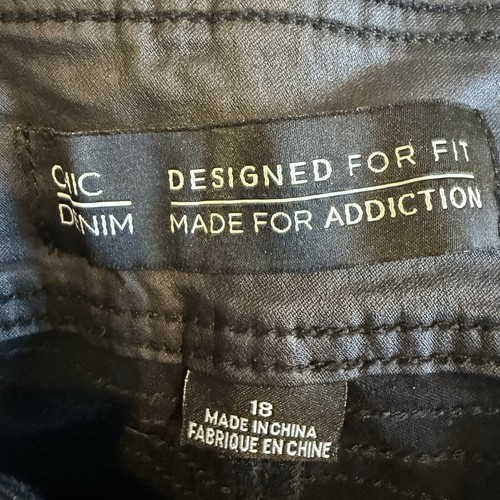 CHIC
DENIM
DESIGNED FOR FIT
MADE FOR ADDICTION
18
MADE IN CHINA
FABRIQUE EN CHINE